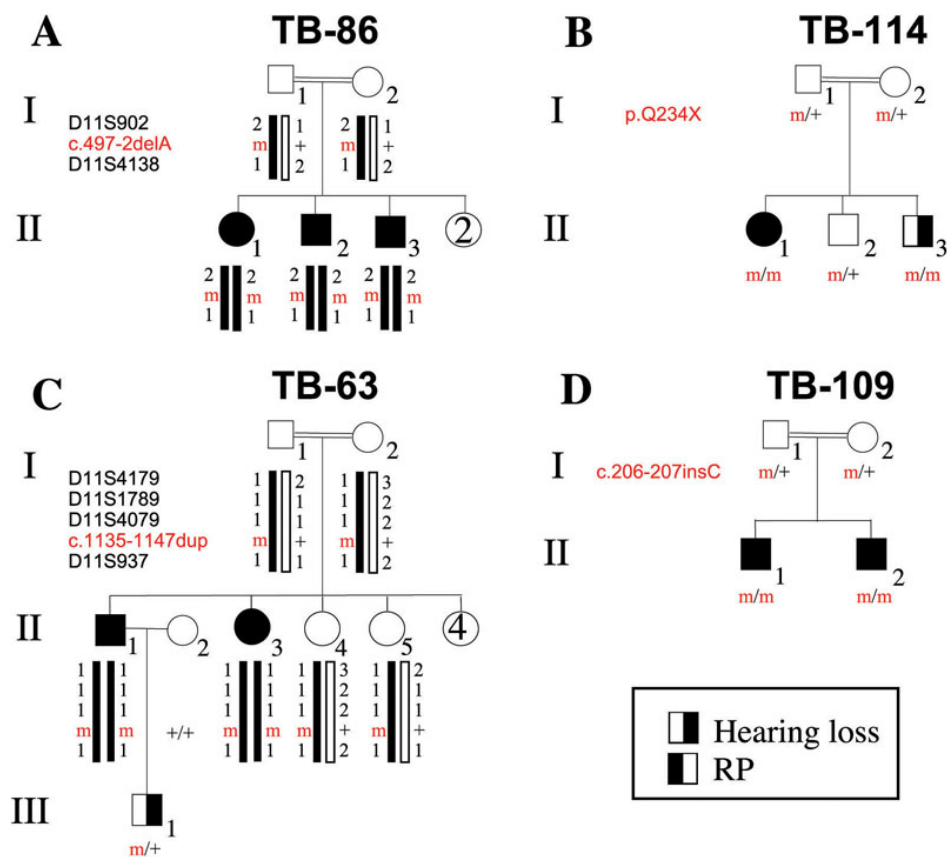 A TB-86
I
1 2
D11S902 2 1 2 1
c.497-2delA m + m +
D11S4138 1 2 1 2
II
1 2 3 2
2 2 2 2 2 2
m m m m m m
1 1 1 1 1 1
B TB-114
I
1 2
p.Q234X m/+ m/+
II
1 2 3
m/m m/+ m/m
C TB-63
I
1 2
D11S4179 1 2 1 3
D11S1789 1 1 1 2
D11S4079 1 1 1 2
c.1135-1147dup m + m +
D11S937 1 1 1 2
II
1 2 3 4 5 4
1 1 1 1 1 3 1 2
1 1 1 1 1 2 1 1
1 1 1 1 1 2 1 1
m m +/+ m m m + m +
1 1 1 1 1 2 1 1
III
1
m/+
D TB-109
I
1 2
c.206-207insC m/+ m/+
II
1 2
m/m m/m
Hearing loss
RP